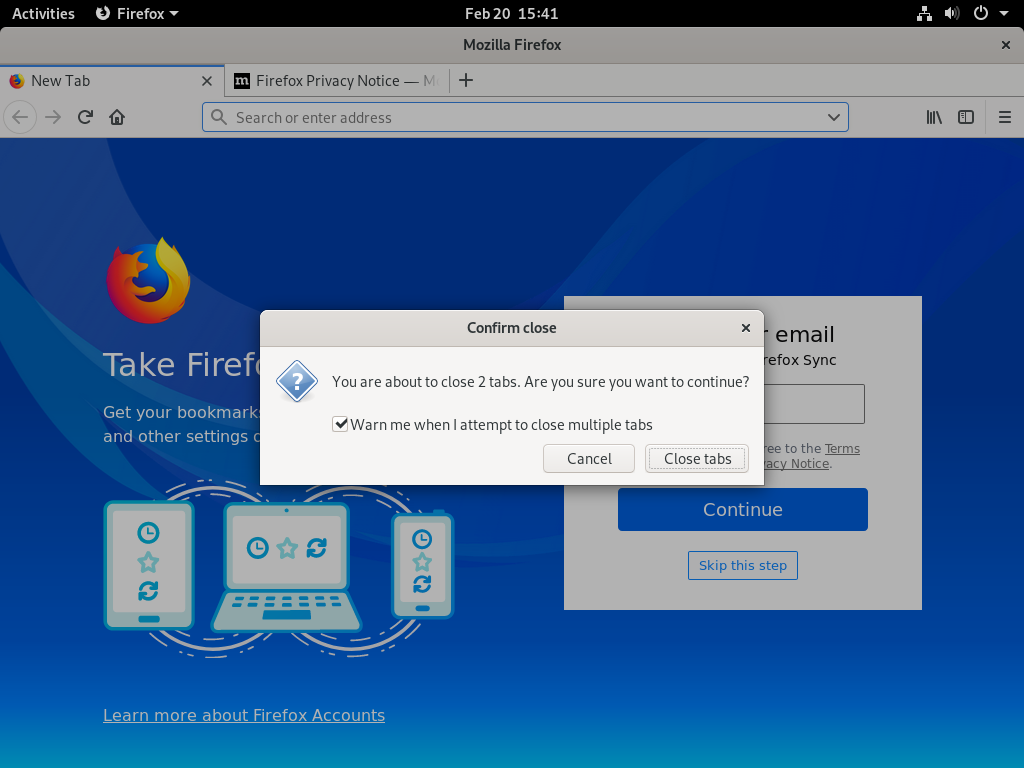 Activities Firefox Feb 20 15:41
Mozilla Firefox
New Tab Firefox Privacy Notice —
Search or enter address
Take Firef
Get your bookmarks
and other settings
r email
refox Sync
ree to the Terms
vacy Notice.
Continue
Skip this step
Confirm close
You are about to close 2 tabs. Are you sure you want to continue?
Warn me when I attempt to close multiple tabs
Cancel Close tabs
Learn more about Firefox Accounts